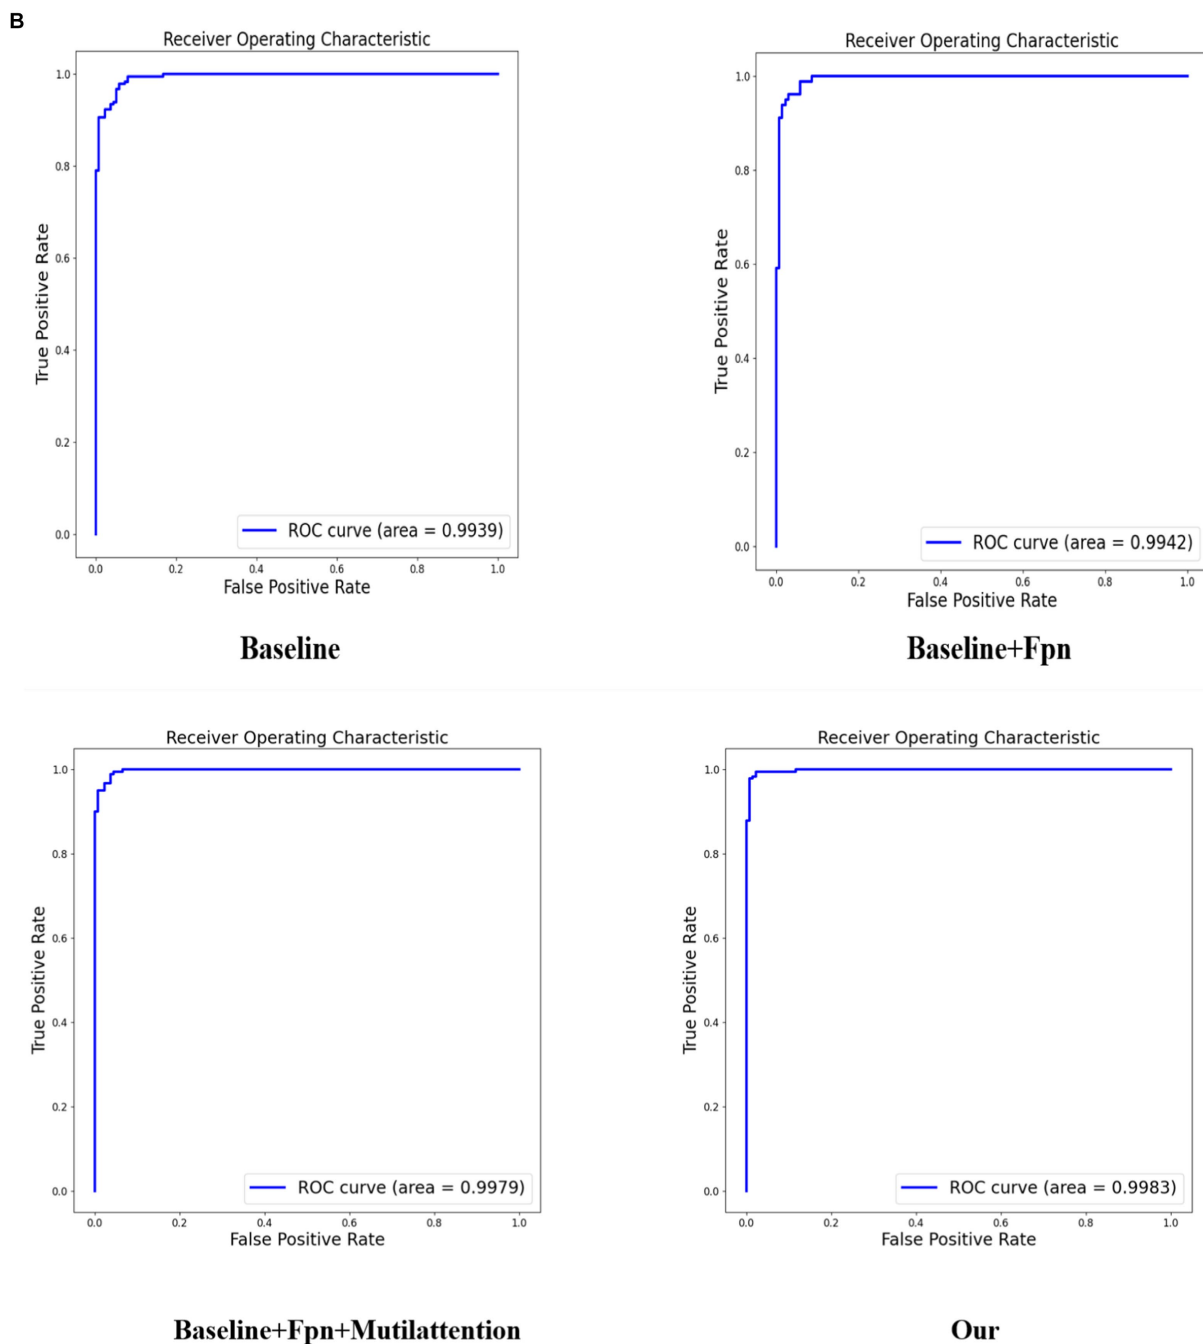 B
Receiver Operating Characteristic
1.0
0.8
0.6
0.4
0.2
0.0
True Positive Rate
ROC curve (area = 0.9939)
0.0 0.2 0.4 0.6 0.8 1.0
False Positive Rate
Baseline
Receiver Operating Characteristic
1.0
0.8
0.6
0.4
0.2
0.0
True Positive Rate
ROC curve (area = 0.9942)
0.0 0.2 0.4 0.6 0.8 1.0
False Positive Rate
Baseline+Fpn
Receiver Operating Characteristic
1.0
0.8
0.6
0.4
0.2
0.0
True Positive Rate
ROC curve (area = 0.9979)
0.0 0.2 0.4 0.6 0.8 1.0
False Positive Rate
Baseline+Fpn+Mutilattention
Receiver Operating Characteristic
1.0
0.8
0.6
0.4
0.2
0.0
True Positive Rate
ROC curve (area = 0.9983)
0.0 0.2 0.4 0.6 0.8 1.0
False Positive Rate
Our